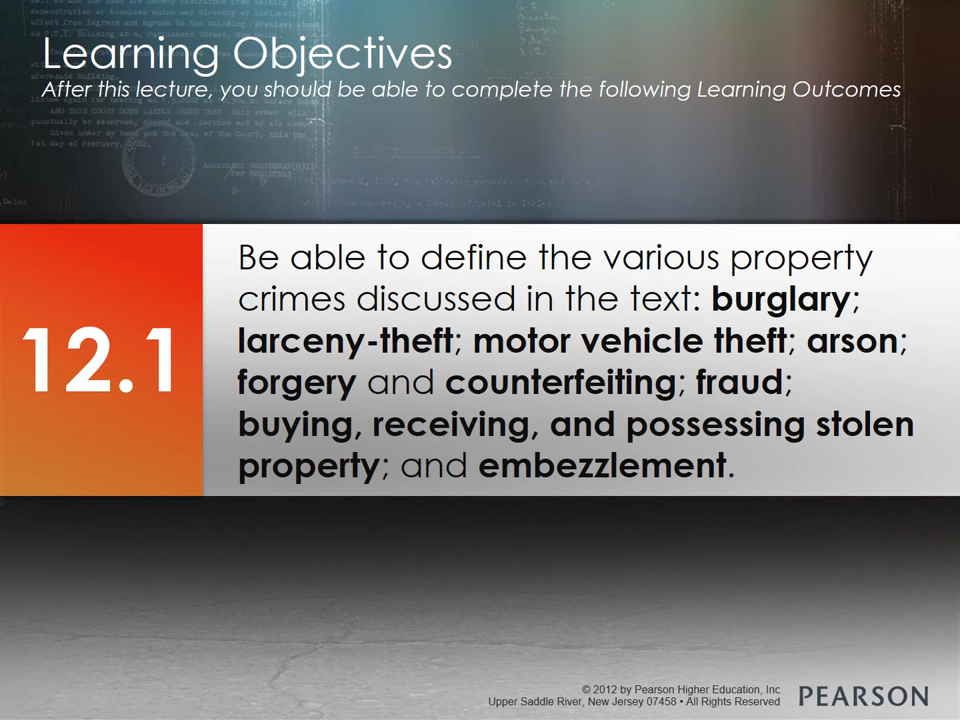 Learning Objectives
After this lecture, you should be able to complete the following Learning Outcomes
12.1
Be able to define the various property
crimes discussed in the text: burglary;
larceny-theft; motor vehicle theft; arson;
forgery and counterfeiting; fraud;
buying, receiving, and possessing stolen
property; and embezzlement.
© 2012 by Pearson Higher Education, Inc
Upper Saddle River, New Jersey 07458 • All Rights Reserved
PEARSON